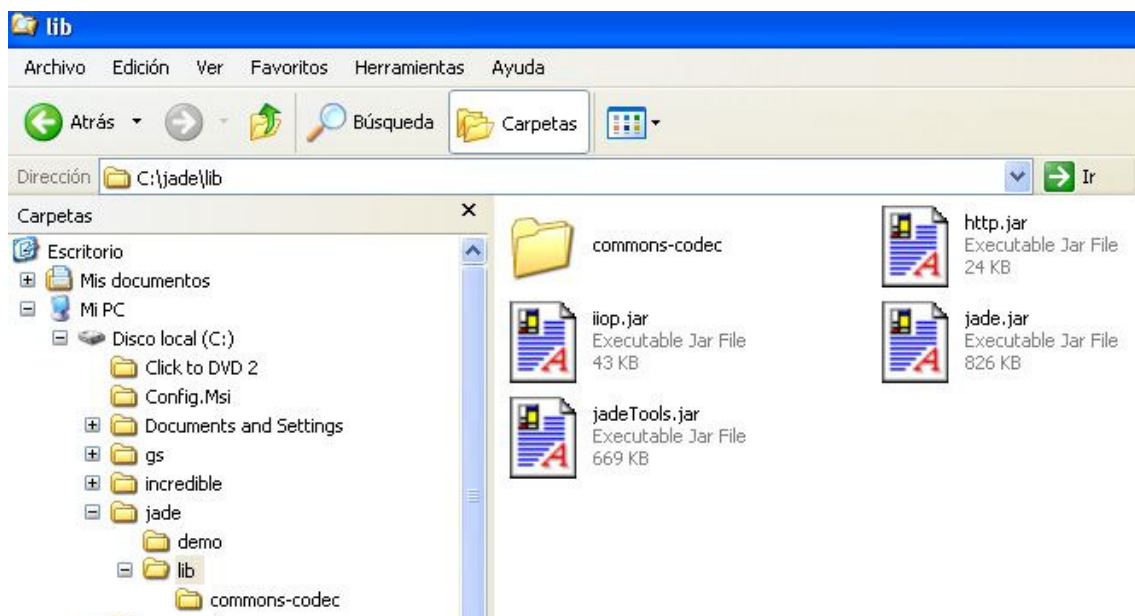 lib
Archivo Edición Ver Favoritos Herramientas Ayuda
Atrás Búsqueda Carpetas
Dirección C:\jade\lib Ir
Carpetas
Escritorio
Mis documentos
Mi PC
Disco local (C:)
Click to DVD 2
Config.Msi
Documents and Settings
gs
incredible
jade
demo
lib
commons-codec
commons-codec
http.jar
Executable Jar File
24 KB
iiop.jar
Executable Jar File
43 KB
jade.jar
Executable Jar File
826 KB
jadeTools.jar
Executable Jar File
669 KB